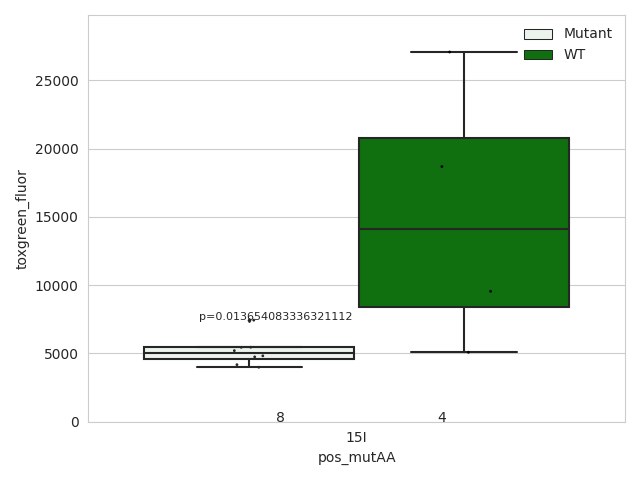 Mutant
WT
25000
20000
15000
10000
5000
0
toxgreen_fluor
p=0.013654083336321112
8
4
15I
pos_mutAA